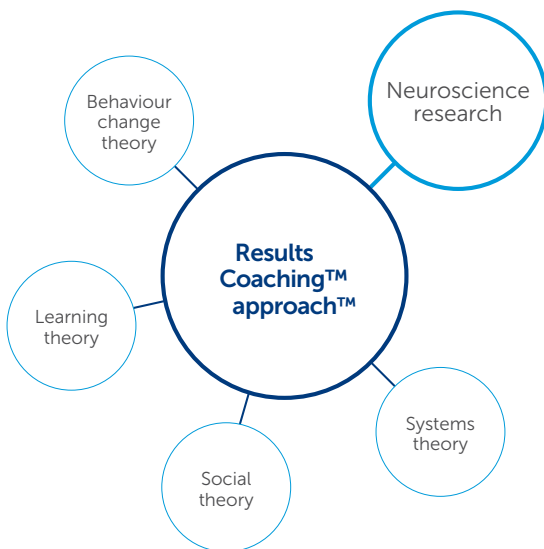 Neuroscience
research
Behaviour
change
theory
Results
Coaching™
approach™
Learning
theory
Systems
theory
Social
theory